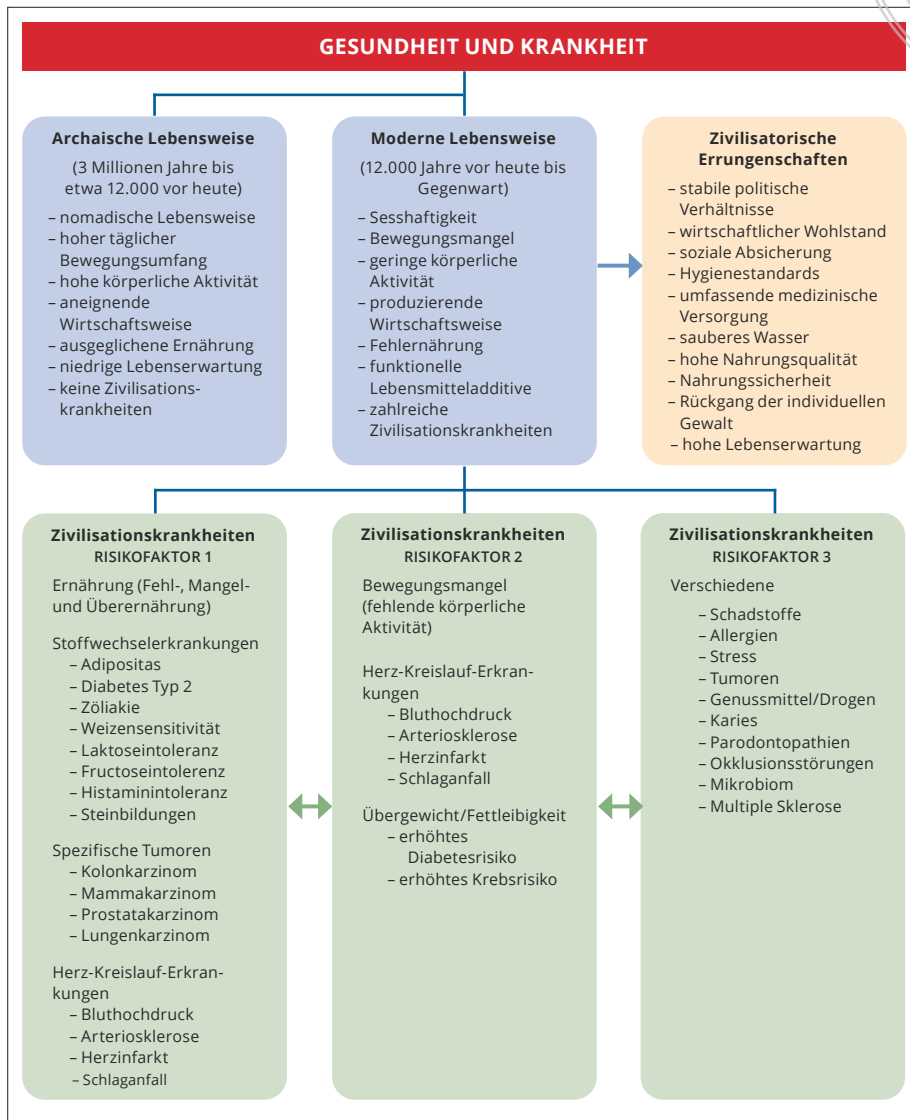 GESUNDHEIT UND KRANKHEIT
Archaische Lebensweise
(3 Millionen Jahre bis
etwa 12.000 vor heute)
– nomadische Lebensweise
– hoher täglicher
Bewegungsumfang
– hohe körperliche Aktivität
– aneignende
Wirtschaftsweise
– ausgeglichene Ernährung
– niedrige Lebenserwartung
– keine Zivilisations-
krankheiten
Moderne Lebensweise
(12.000 Jahre vor heute bis
Gegenwart)
– Sesshaftigkeit
– Bewegungsmangel
– geringe körperliche
Aktivität
– produzierende
Wirtschaftsweise
– Fehlernährung
– funktionelle
Lebensmitteladditive
– zahlreiche
Zivilisationskrankheiten
Zivilisatorische
Errungenschaften
– stabile politische
Verhältnisse
– wirtschaftlicher Wohlstand
– soziale Absicherung
– Hygienestandards
– umfassende medizinische
Versorgung
– sauberes Wasser
– hohe Nahrungsqualität
– Nahrungssicherheit
– Rückgang der individuellen
Gewalt
– hohe Lebenserwartung
Zivilisationskrankheiten
RISIKOFAKTOR 1
Ernährung (Fehl-, Mangel-
und Überernährung)
Stoffwechselerkrankungen
– Adipositas
– Diabetes Typ 2
– Zöliakie
– Weizensensitivität
– Laktoseintoleranz
– Fructoseintolerenz
– Histaminintoleranz
– Steinbildungen
Spezifische Tumoren
– Kolonkarzinom
– Mammakarzinom
– Prostatakarzinom
– Lungenkarzinom
Herz-Kreislauf-Erkran-
kungen
– Bluthochdruck
– Arteriosklerose
– Herzinfarkt
– Schlaganfall
Zivilisationskrankheiten
RISIKOFAKTOR 2
Bewegungsmangel
(fehlende körperliche
Aktivität)
Herz-Kreislauf-Erkran-
kungen
– Bluthochdruck
– Arteriosklerose
– Herzinfarkt
– Schlaganfall
Übergewicht/Fettleibigkeit
– erhöhtes
Diabetesrisiko
– erhöhtes Krebsrisiko
Zivilisationskrankheiten
RISIKOFAKTOR 3
Verschiedene
– Schadstoffe
– Allergien
– Stress
– Tumoren
– Genussmittel/Drogen
– Karies
– Parodontopathien
– Okklusionsstörungen
– Mikrobiom
– Multiple Sklerose